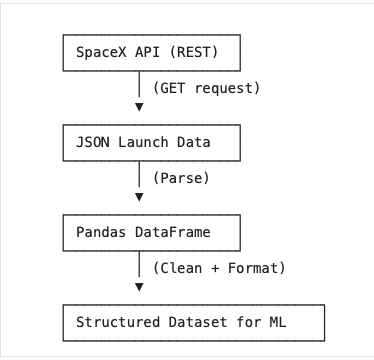 SpaceX API (REST)
(GET request)
JSON Launch Data
(Parse)
Pandas DataFrame
(Clean + Format)
Structured Dataset for ML